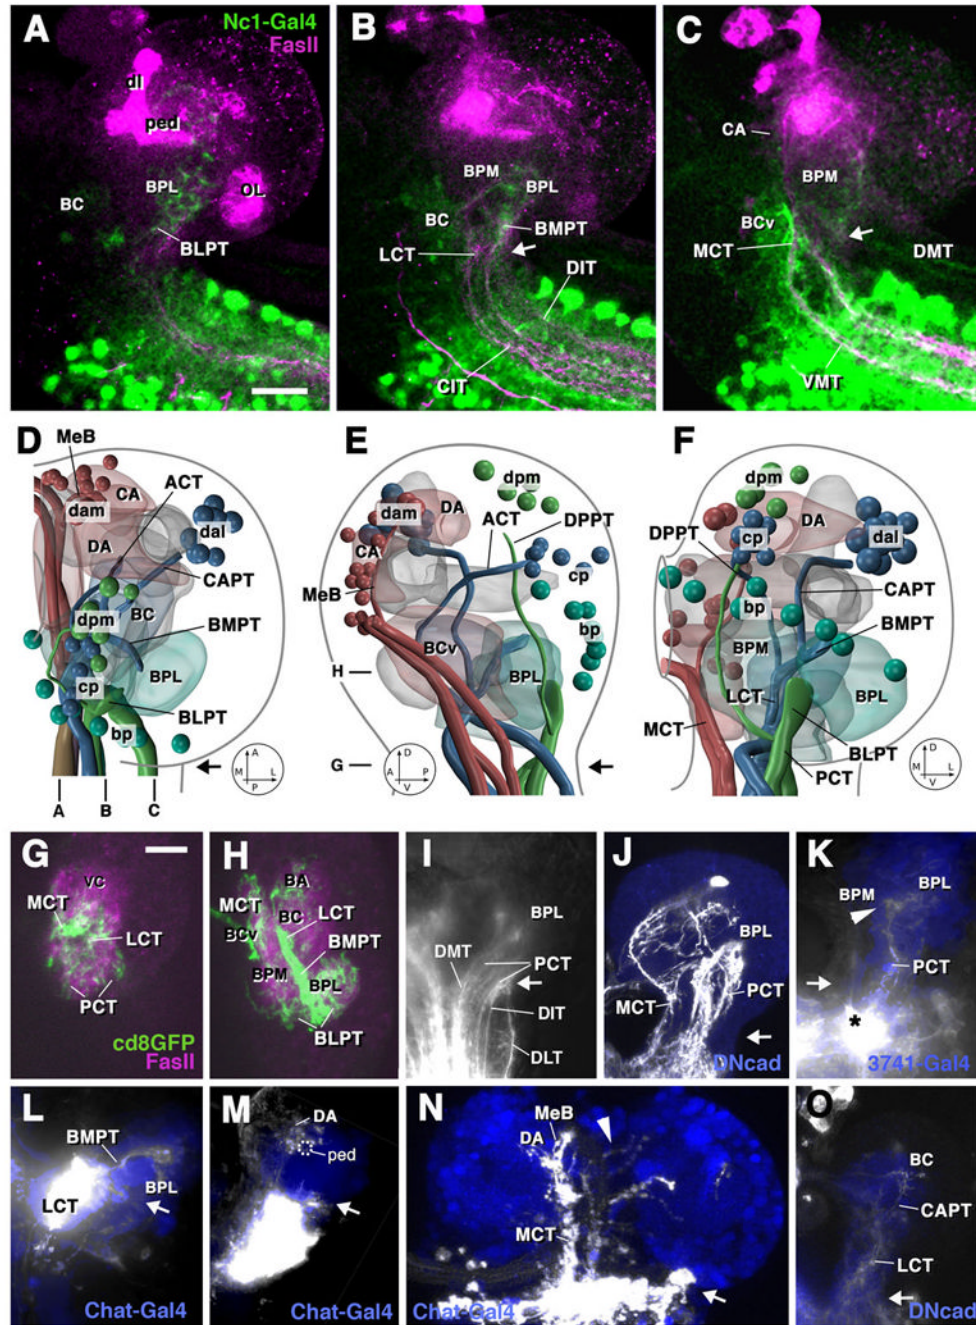 A
Nc1-Gal4
FasII
dl
ped
BPL
OL
BC
BLPT
B
BPM
BPL
BC
BMPT
LCT
DIT
CIT
C
CA
BPM
BCv
MCT
DMT
VMT
D
MeB
ACT
CA
dam
dal
DA
CAPT
dpm
BC
BMPT
BPL
cp
BLPT
bp
A
M L
P
A B C
E
dpm
dam
DA
ACT
DPPT
CA
cp
MeB
bp
BCv
BPL
H
G
D
A P
V
F
dpm
DA
DPPT
cp
dal
CAPT
bp
BMPT
BPM
BPL
LCT
MCT
BLPT
PCT
D
M L
V
G
VC
MCT
LCT
PCT
cd8GFP
FasII
H
BA
MCT
LCT
BC
BCv
BMPT
BPM
BPL
BLPT
I
BPL
DMT
PCT
DIT
DLT
J
BPL
MCT
PCT
DNcad
K
BPL
BPM
PCT
*
3741-Gal4
L
BMPT
BPL
LCT
Chat-Gal4
M
DA
ped
Chat-Gal4
N
MeB
DA
MCT
Chat-Gal4
O
BC
CAPT
LCT
DNcad